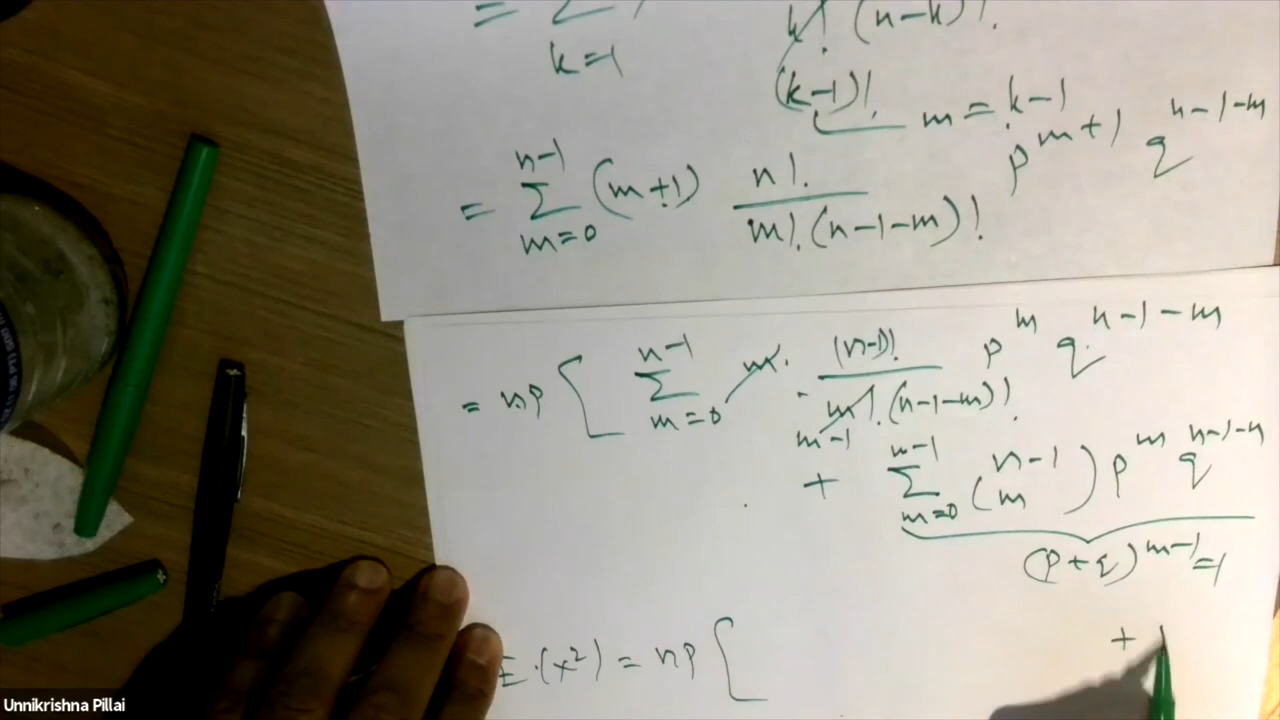 = Σ
k=1 k! (n-k)!
(k-1)! m = k-1
= Σ_{m=0}^{n-1} (m+1) n! / m! (n-1-m)! p^{m+1} q^{n-1-m}
= np [ Σ_{m=0}^{n-1} m · (n-1)! / m! (n-1-m)! p^m q^{n-1-m}
m-1
+ Σ_{m=0}^{n-1} (n-1 m) p^m q^{n-1-n}
(p+q)^{m-1} = 1
E(x²) = np [ + 1
Unnikrishna Pillai